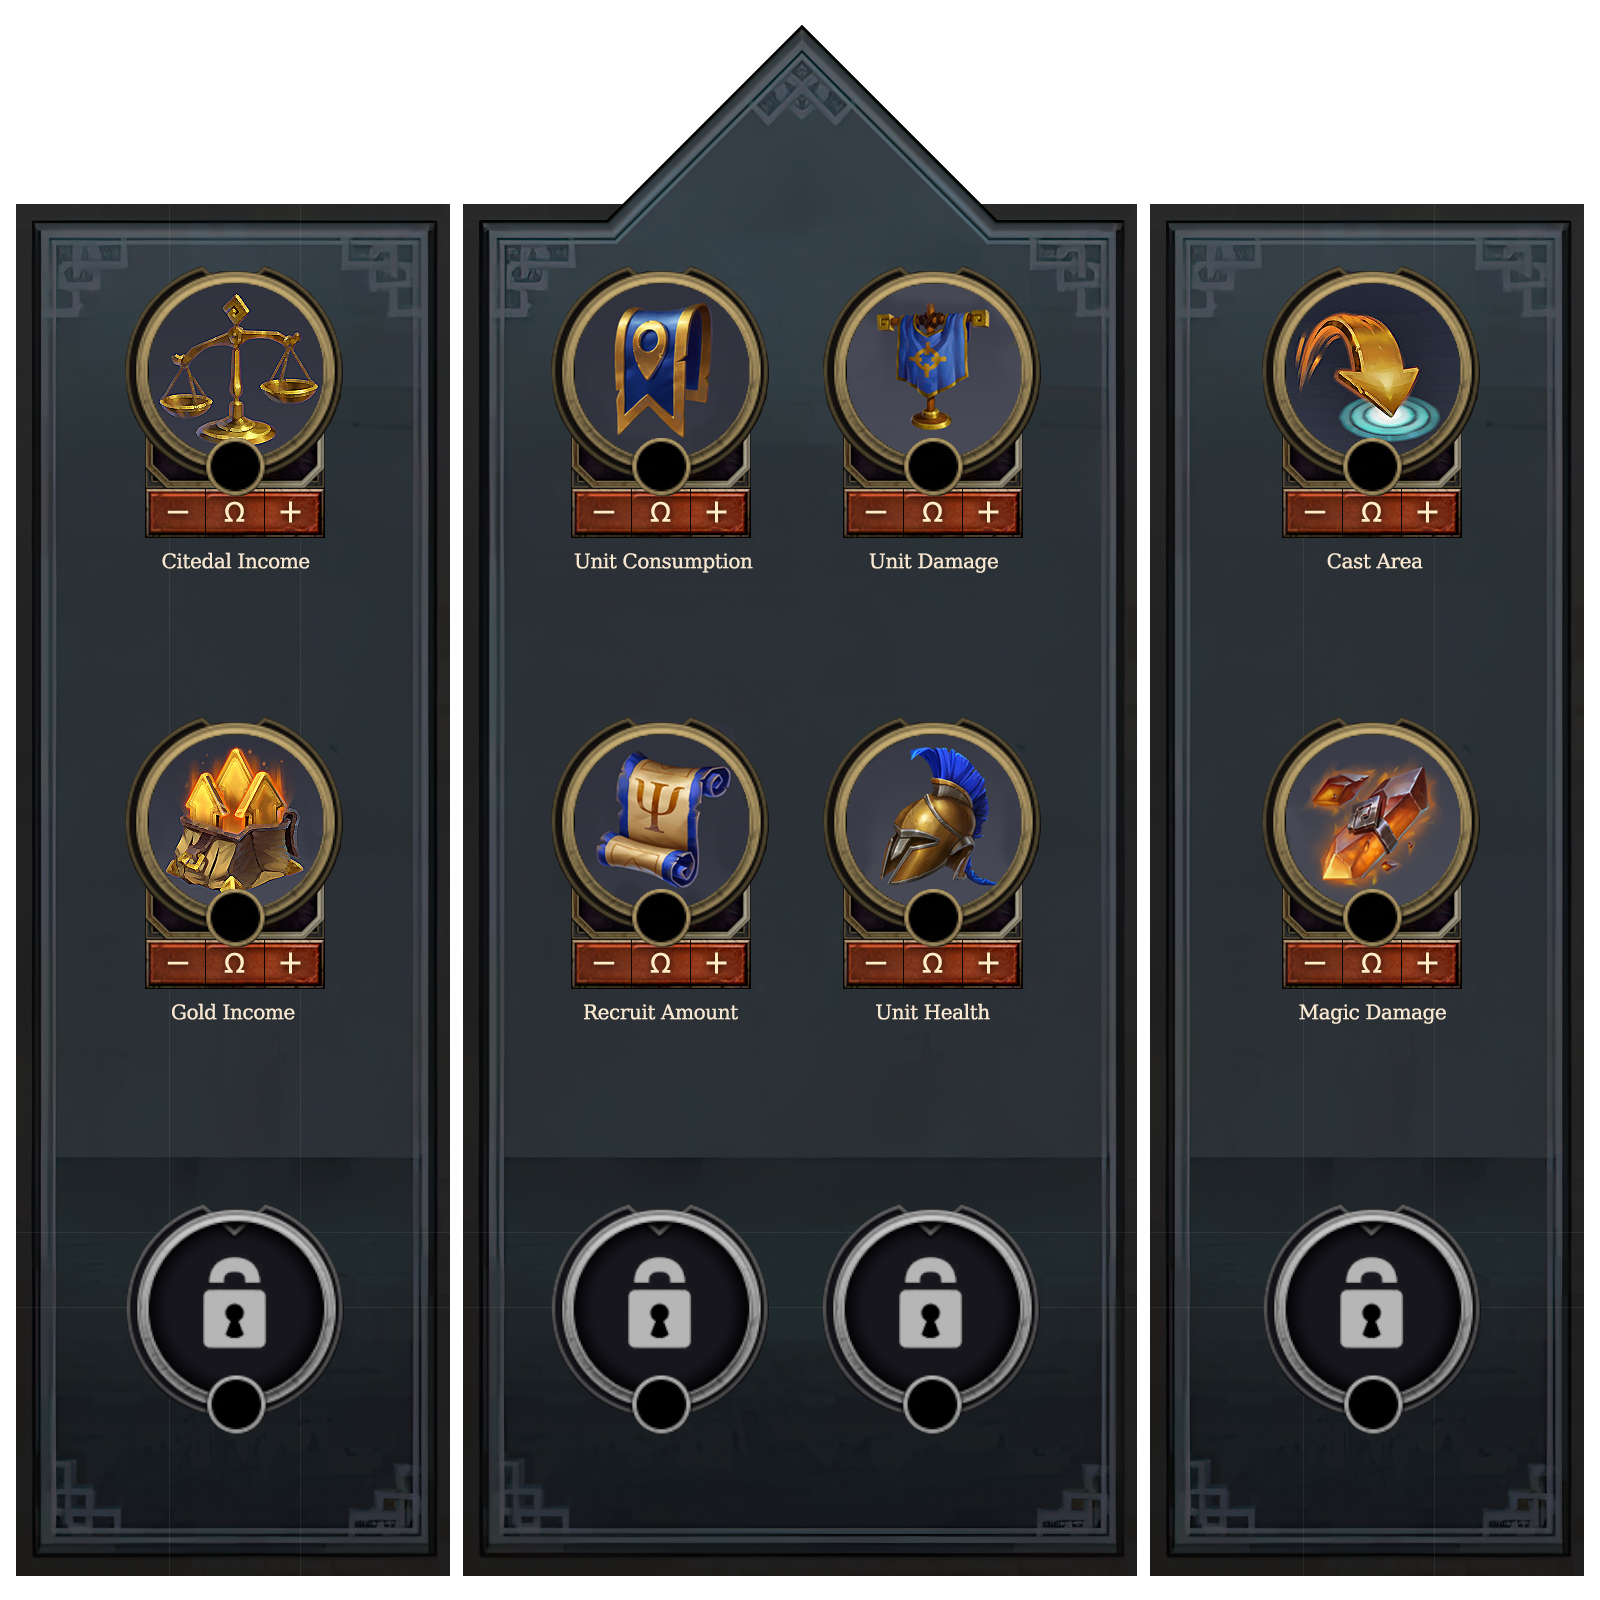 − Ω +
− Ω +
− Ω +
− Ω +
Citedal Income
Unit Consumption
Unit Damage
Cast Area
Ψ
− Ω +
− Ω +
− Ω +
− Ω +
Gold Income
Recruit Amount
Unit Health
Magic Damage